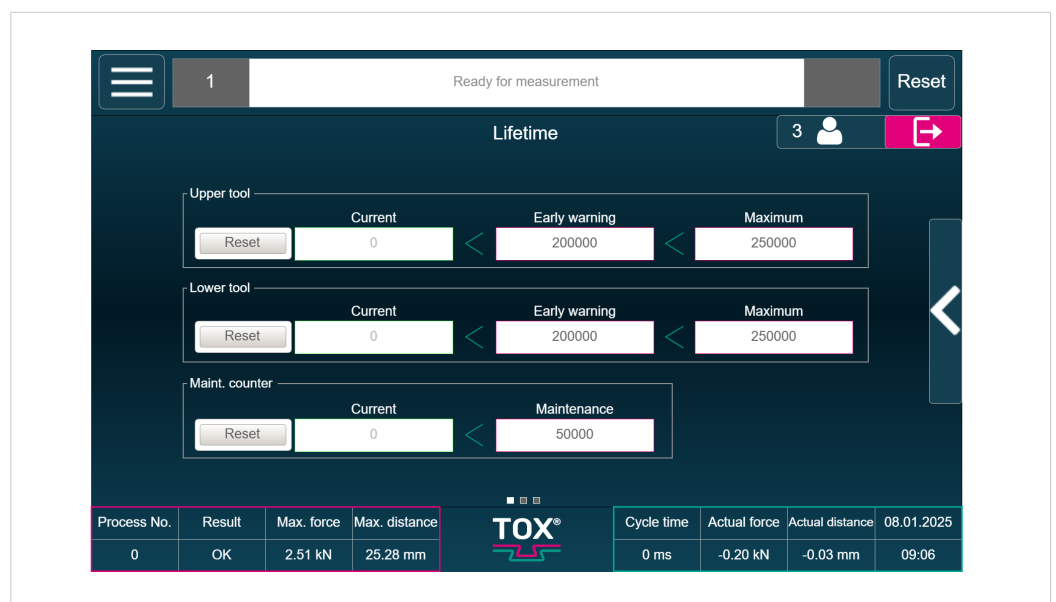 1 Ready for measurement Reset
Lifetime 3
Upper tool
Current Early warning Maximum
Reset 0 < 200000 < 250000
Lower tool
Current Early warning Maximum
Reset 0 < 200000 < 250000
Maint. counter
Current Maintenance
Reset 0 < 50000
Process No. Result Max. force Max. distance TOX® Cycle time Actual force Actual distance 08.01.2025
0 OK 2.51 kN 25.28 mm 0 ms -0.20 kN -0.03 mm 09:06